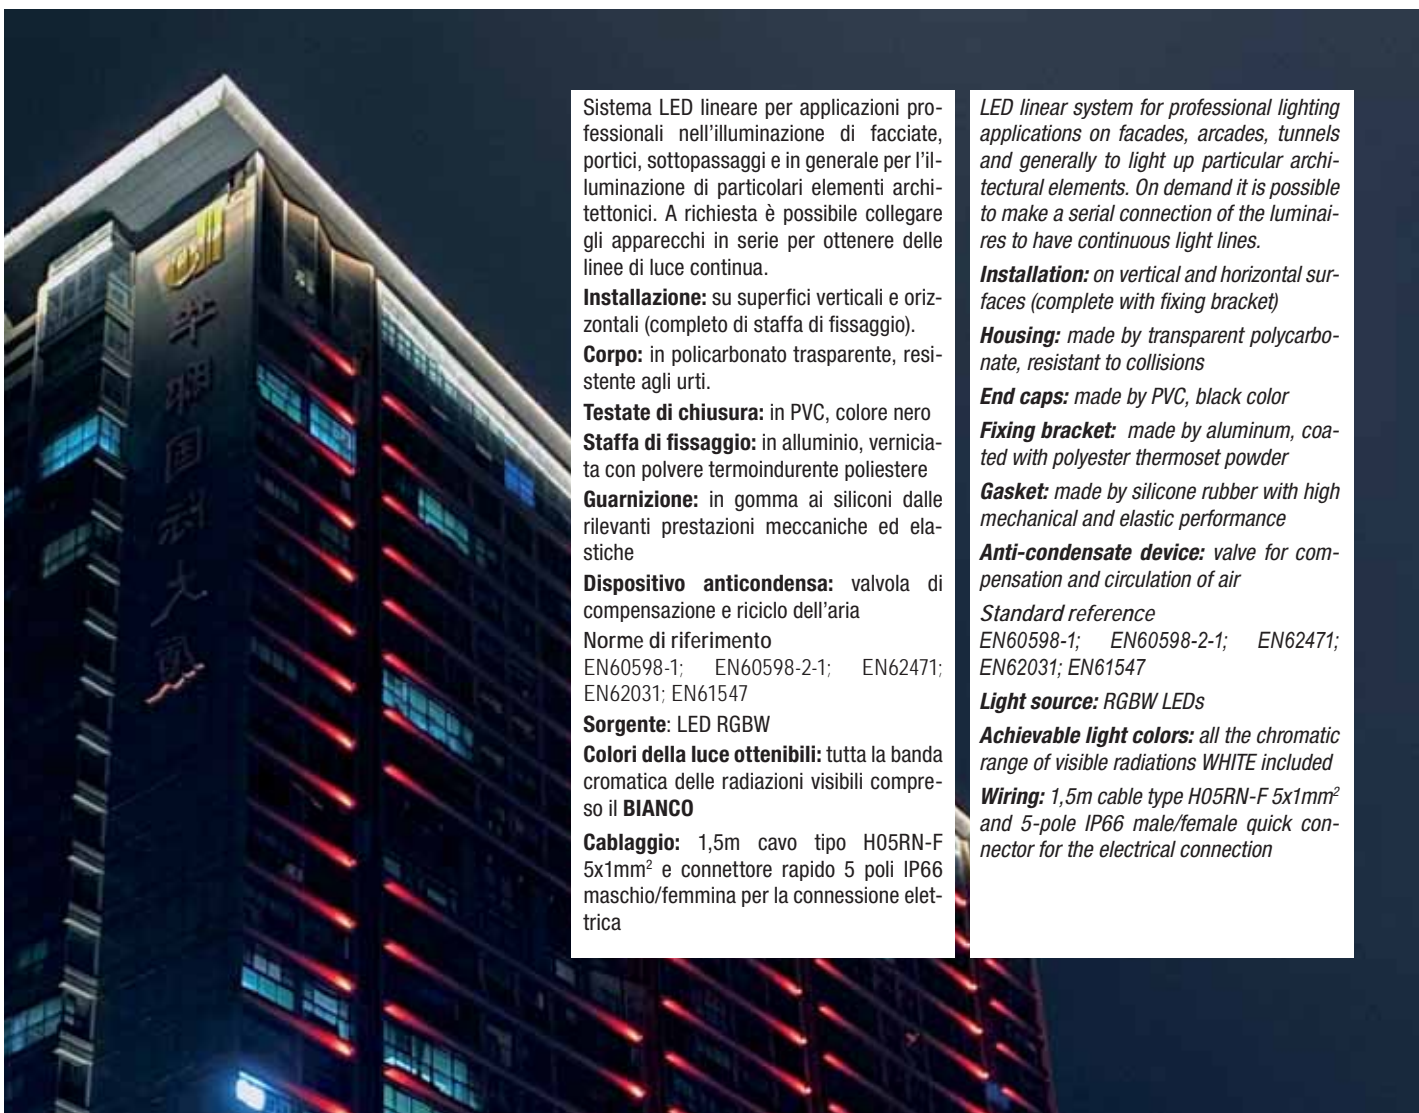 Sistema LED lineare per applicazioni pro-
fessionali nell'illuminazione di facciate,
portici, sottopassaggi e in generale per l'il-
luminazione di particolari elementi archi-
tettonici. A richiesta è possibile collegare
gli apparecchi in serie per ottenere delle
linee di luce continua.
Installazione: su superfici verticali e oriz-
zontali (completo di staffa di fissaggio).
Corpo: in policarbonato trasparente, resi-
stente agli urti.
Testate di chiusura: in PVC, colore nero
Staffa di fissaggio: in alluminio, vernicia-
ta con polvere termoindurente poliestere
Guarnizione: in gomma ai siliconi dalle
rilevanti prestazioni meccaniche ed ela-
stiche
Dispositivo anticondensa: valvola di
compensazione e riciclo dell'aria
Norme di riferimento
EN60598-1; EN60598-2-1; EN62471;
EN62031; EN61547
Sorgente: LED RGBW
Colori della luce ottenibili: tutta la banda
cromatica delle radiazioni visibili compre-
so il BIANCO
Cablaggio: 1,5m cavo tipo H05RN-F
5x1mm² e connettore rapido 5 poli IP66
maschio/femmina per la connessione elet-
trica
LED linear system for professional lighting
applications on facades, arcades, tunnels
and generally to light up particular archi-
tectural elements. On demand it is possible
to make a serial connection of the luminai-
res to have continuous light lines.
Installation: on vertical and horizontal sur-
faces (complete with fixing bracket)
Housing: made by transparent polycarbo-
nate, resistant to collisions
End caps: made by PVC, black color
Fixing bracket: made by aluminum, coa-
ted with polyester thermoset powder
Gasket: made by silicone rubber with high
mechanical and elastic performance
Anti-condensate device: valve for com-
pensation and circulation of air
Standard reference
EN60598-1; EN60598-2-1; EN62471;
EN62031; EN61547
Light source: RGBW LEDs
Achievable light colors: all the chromatic
range of visible radiations WHITE included
Wiring: 1,5m cable type H05RN-F 5x1mm²
and 5-pole IP66 male/female quick con-
nector for the electrical connection